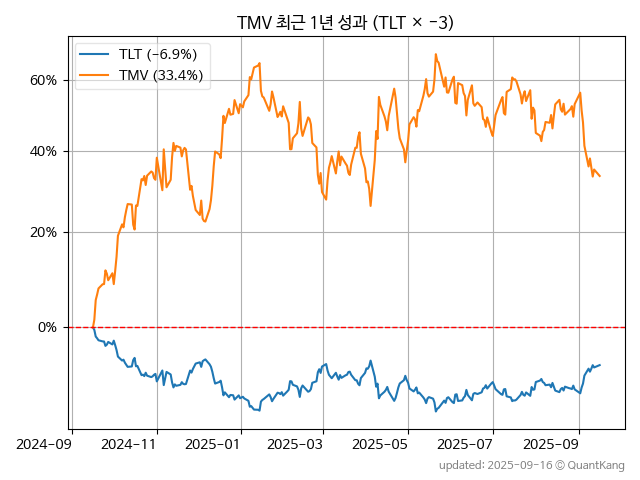 TMV 최근 1년 성과 (TLT × −3)
TLT (−6.9%)
TMV (33.4%)
60%
40%
20%
0%
2024-09 2024-11 2025-01 2025-03 2025-05 2025-07 2025-09
updated: 2025-09-16 © QuantKang